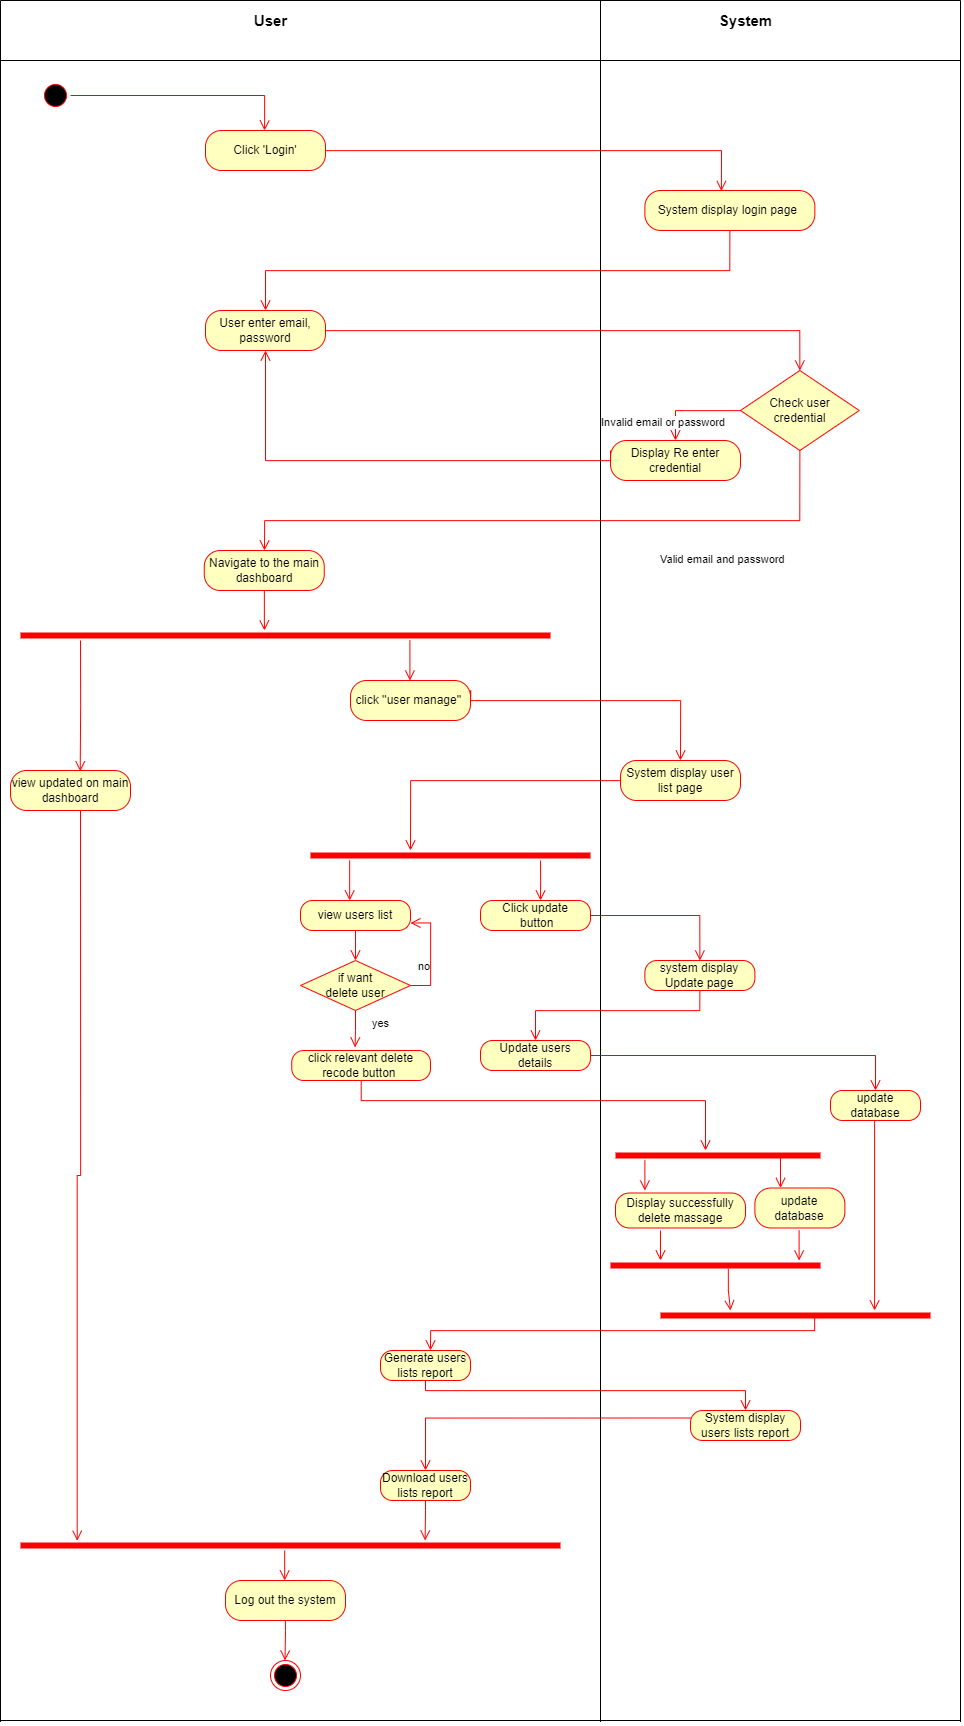 User
System
Click 'Login'
System display login page
User enter email,
password
Check user
credential
Invalid email or password
Display Re enter
credential
Valid email and password
Navigate to the main
dashboard
click "user manage"
view updated on main
dashboard
System display user
list page
view users list
Click update
button
no
if want
delete user
system display
Update page
yes
click relevant delete
recode button
Update users
details
update
database
Display successfully
delete massage
update
database
Generate users
lists report
System display
users lists report
Download users
lists report
Log out the system